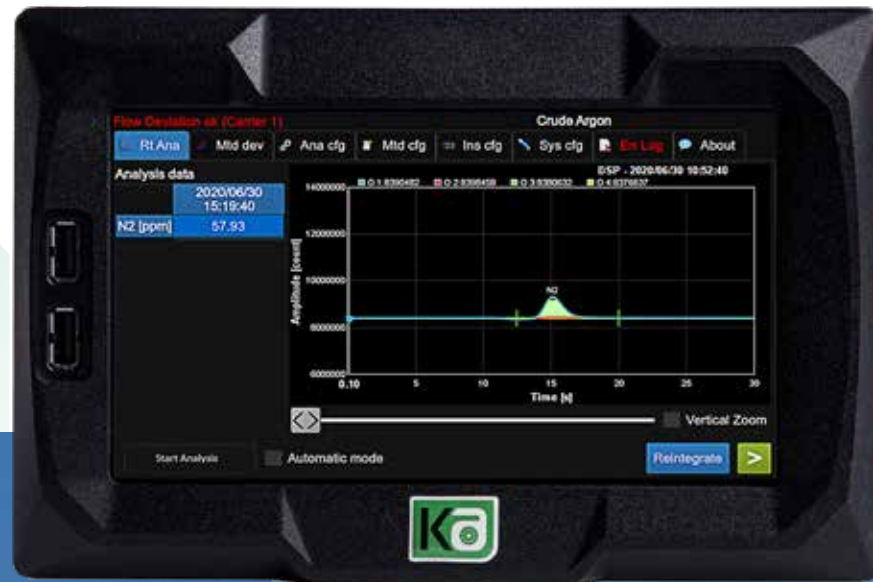 Flow Deviation ok (Carrier 1)
Crude Argon
Rt Ana
Mtd dev
Ana cfg
Mtd cfg
Ins cfg
Sys cfg
Err Log
About
Analysis data
DSP - 2020/06/30 10:52:40
2020/06/30
15:19:40
N2 [ppm]
57.93
14000000
12000000
10000000
8000000
6000000
Amplitude [count]
N2
0.10
5
10
15
20
25
30
Time [s]
Vertical Zoom
Start Analysis
Automatic mode
Reintegrate
>
Ka